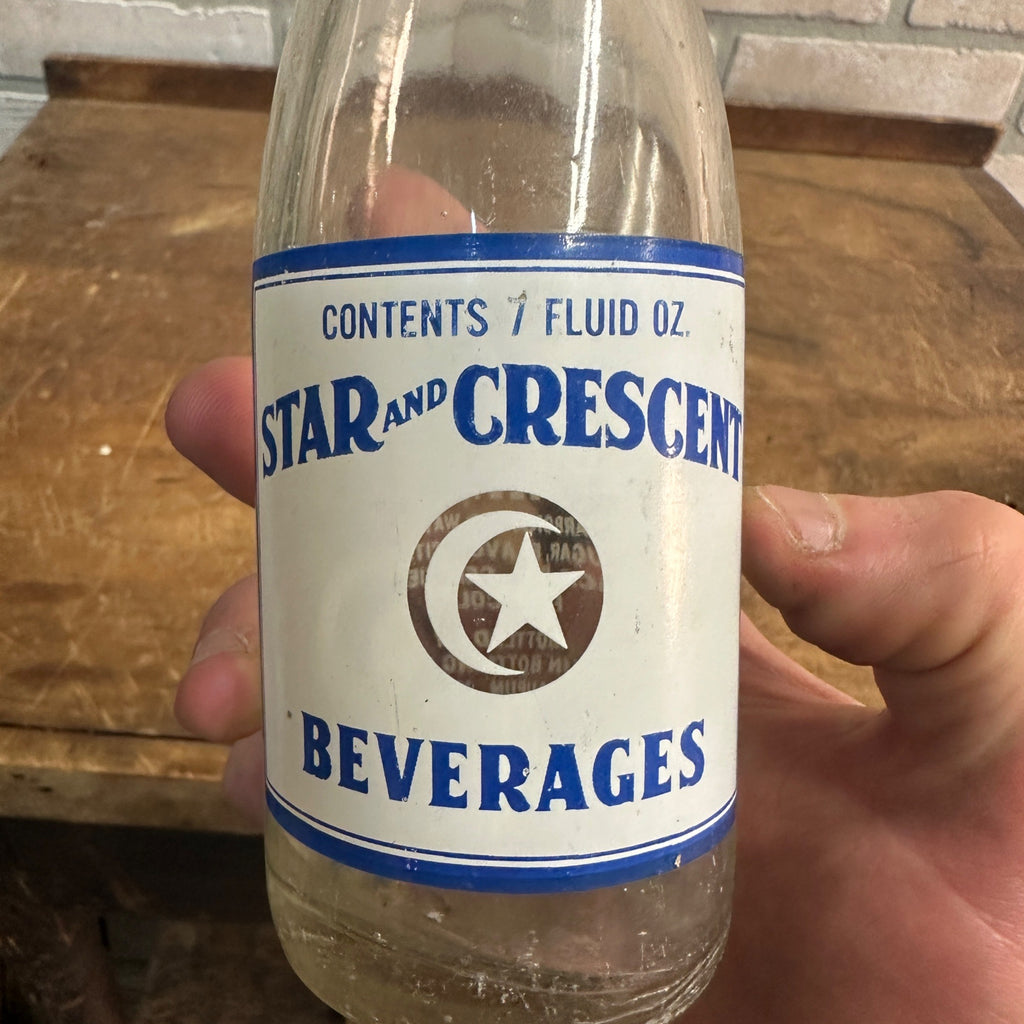 CONTENTS 7 FLUID OZ.
STAR AND CRESCENT
BEVERAGES